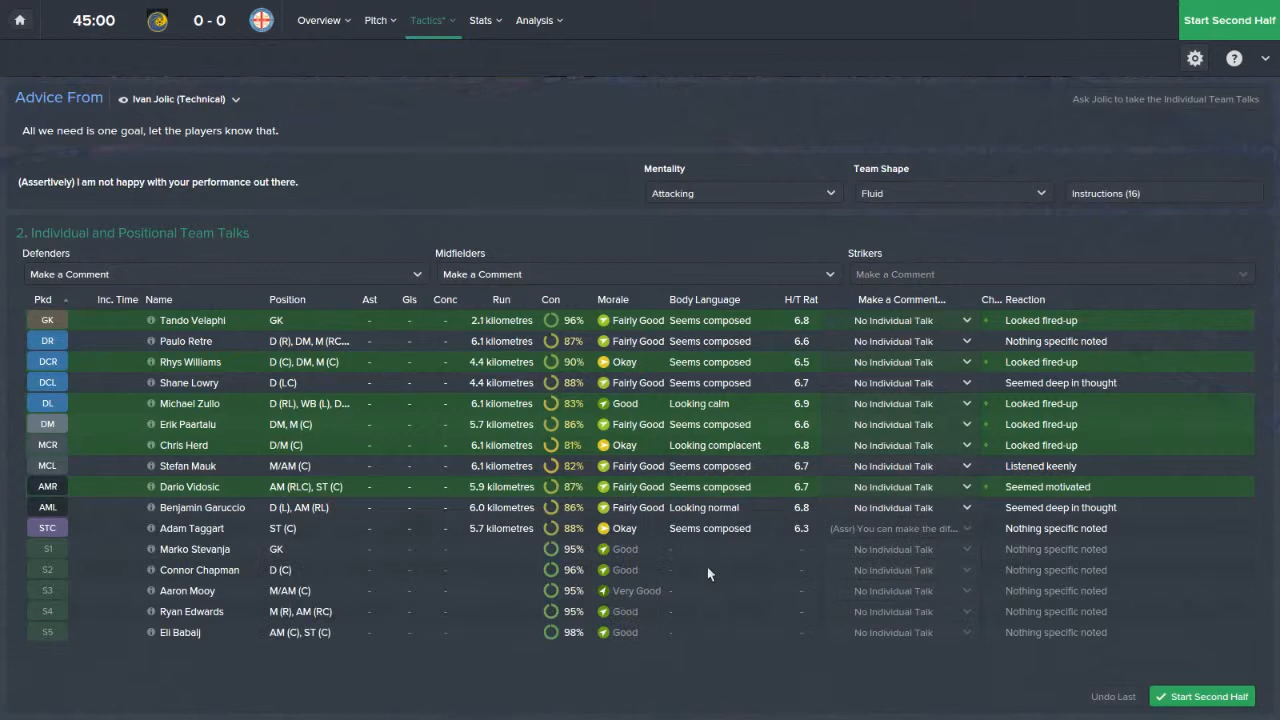 45:00 0 - 0 Overview Pitch Tactics* Stats Analysis Start Second Half
Advice From Ivan Jolic (Technical) Ask Jolic to take the Individual Team Talks
All we need is one goal, let the players know that.
Mentality Team Shape
(Assertively) I am not happy with your performance out there.
Attacking Fluid Instructions (16)
2. Individual and Positional Team Talks
Defenders Midfielders Strikers
Make a Comment Make a Comment Make a Comment
Pkd Inc. Time Name Position Ast Gls Conc Run Con Morale Body Language H/T Rat Make a Comment... Ch... Reaction
GK Tando Velaphi GK - - - 2.1 kilometres 96% Fairly Good Seems composed 6.8 No Individual Talk Looked fired-up
DR Paulo Retre D (R), DM, M (RC... - - - 6.1 kilometres 87% Fairly Good Seems composed 6.6 No Individual Talk Nothing specific noted
DCR Rhys Williams D (C), DM, M (C) - - - 4.4 kilometres 90% Okay Seems composed 6.5 No Individual Talk Looked fired-up
DCL Shane Lowry D (LC) - - - 4.4 kilometres 88% Fairly Good Seems composed 6.7 No Individual Talk Seemed deep in thought
DL Michael Zullo D (RL), WB (L), D... - - - 6.1 kilometres 83% Good Looking calm 6.9 No Individual Talk Looked fired-up
DM Erik Paartalu DM, M (C) - - - 5.7 kilometres 86% Fairly Good Seems composed 6.6 No Individual Talk Looked fired-up
MCR Chris Herd D/M (C) - - - 6.1 kilometres 81% Okay Looking complacent 6.8 No Individual Talk Looked fired-up
MCL Stefan Mauk M/AM (C) - - - 6.1 kilometres 82% Fairly Good Seems composed 6.7 No Individual Talk Listened keenly
AMR Dario Vidosic AM (RLC), ST (C) - - - 5.9 kilometres 87% Fairly Good Seems composed 6.7 No Individual Talk Seemed motivated
AML Benjamin Garuccio D (L), AM (RL) - - - 6.0 kilometres 86% Fairly Good Looking normal 6.8 No Individual Talk Seemed deep in thought
STC Adam Taggart ST (C) - - - 5.7 kilometres 88% Okay Seems composed 6.3 (Assr) You can make the dif... Nothing specific noted
S1 Marko Stevanja GK - - - 95% Good - - No Individual Talk Nothing specific noted
S2 Connor Chapman D (C) - - - 96% Good - - No Individual Talk Nothing specific noted
S3 Aaron Mooy M/AM (C) - - - 95% Very Good - - No Individual Talk Nothing specific noted
S4 Ryan Edwards M (R), AM (RC) - - - 95% Good - - No Individual Talk Nothing specific noted
S5 Eli Babalj AM (C), ST (C) - - - 98% Good - - No Individual Talk Nothing specific noted
Undo Last Start Second Half